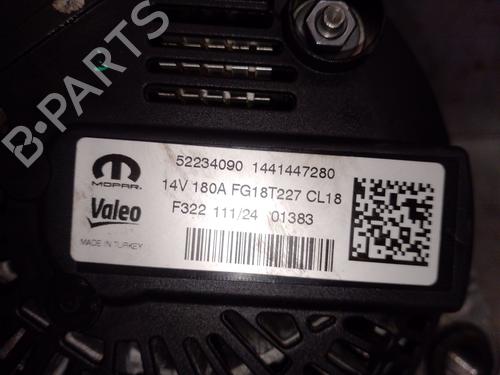 B-PARTS
52234090 1441447280
MOPAR.
14V 180A FG18T227 CL18
Valeo
F322 111/24 01383
MADE IN TURKEY